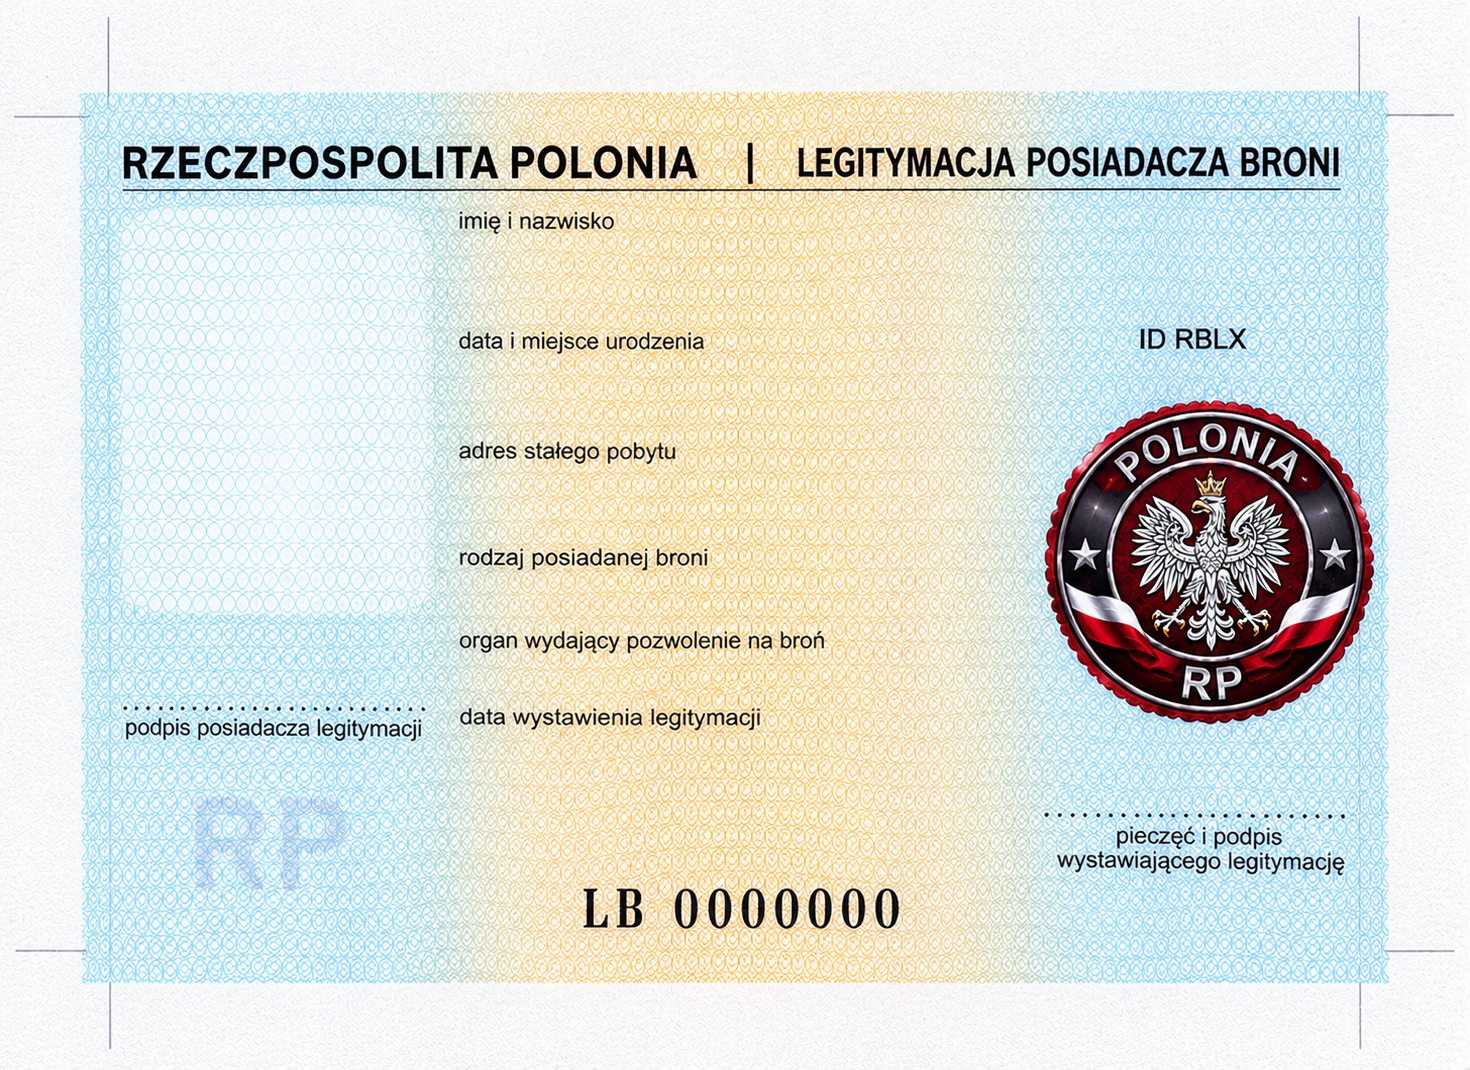 RZECZPOSPOLITA POLONIA | LEGITYMACJA POSIADACZA BRONI
imię i nazwisko
data i miejsce urodzenia
ID RBLX
adres stałego pobytu
POLONIA
RP
rodzaj posiadanej broni
organ wydający pozwolenie na broń
data wystawienia legitymacji
podpis posiadacza legitymacji
RP
pieczęć i podpis
wystawiającego legitymację
LB 0000000